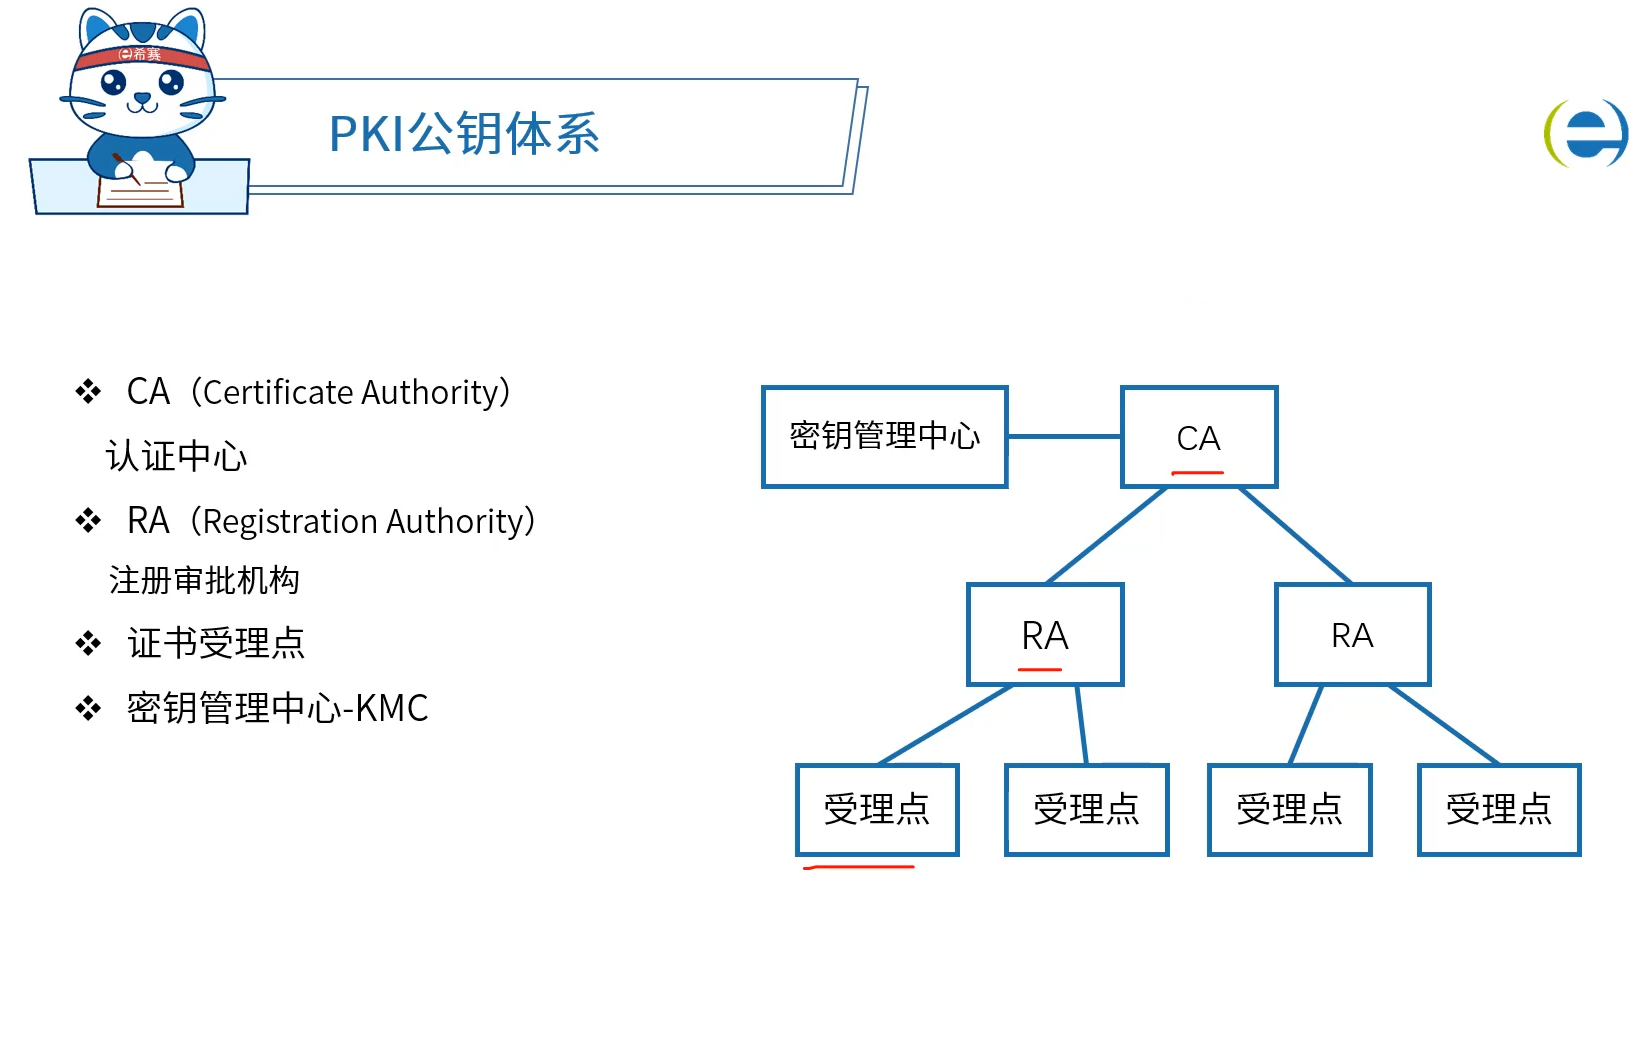 希赛
PKI公钥体系
CA（Certificate Authority）
认证中心
RA（Registration Authority）
注册审批机构
证书受理点
密钥管理中心-KMC
密钥管理中心
CA
RA
RA
受理点
受理点
受理点
受理点